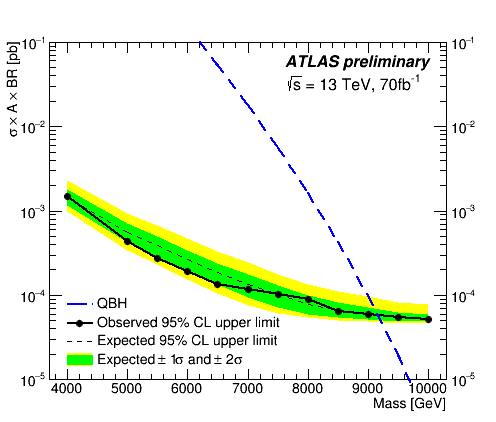 σ × A × BR [pb]
10⁻¹ 10⁻¹
ATLAS preliminary
√s = 13 TeV, 70fb⁻¹
10⁻² 10⁻²
10⁻³ 10⁻³
10⁻⁴ 10⁻⁴
QBH
Observed 95% CL upper limit
Expected 95% CL upper limit
Expected ± 1σ and ± 2σ
10⁻⁵ 10⁻⁵
4000 5000 6000 7000 8000 9000 10000
Mass [GeV]